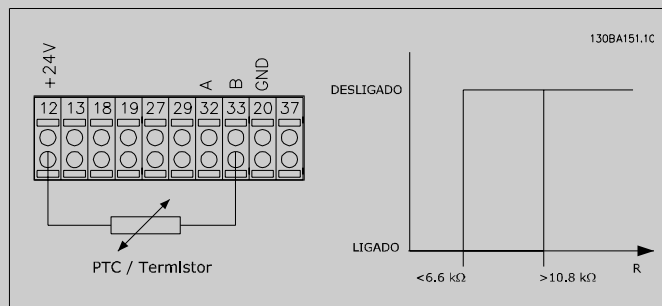 130BA151.10
+24V
A
B
GND
12 13 18 19 27 29 32 33 20 37
PTC / Termistor
DESLIGADO
LIGADO
<6.6 kΩ
>10.8 kΩ
R